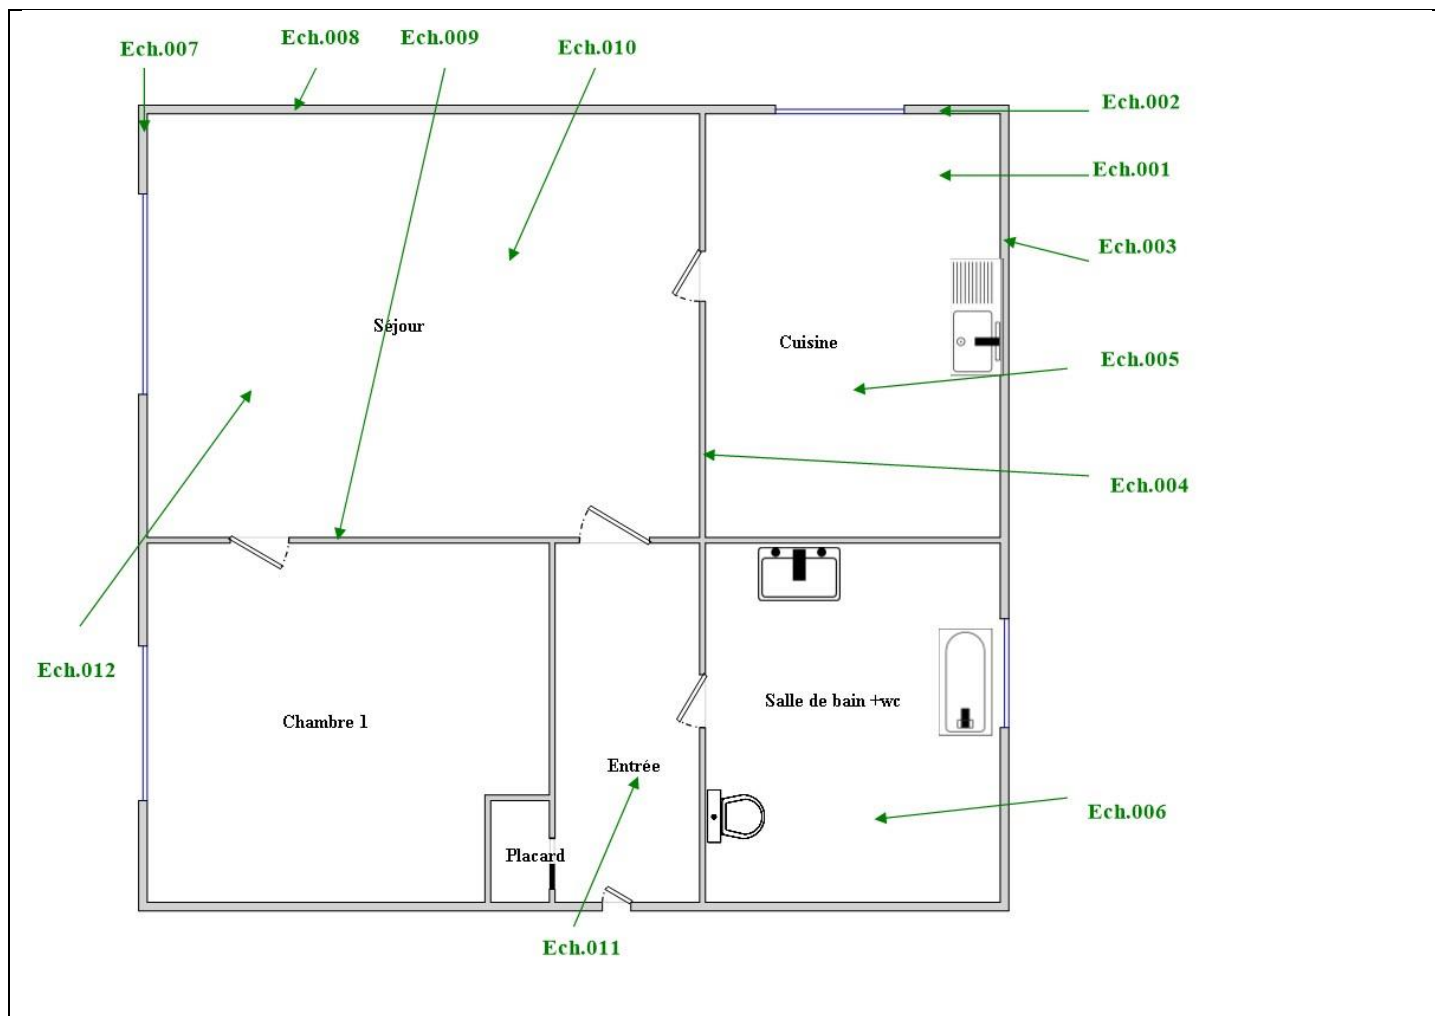 Ech.007
Ech.008
Ech.009
Ech.010
Ech.002
Ech.001
Ech.003
Séjour
Cuisine
Ech.005
Ech.004
Ech.012
Chambre 1
Salle de bain +wc
Entrée
Ech.006
Placard
Ech.011